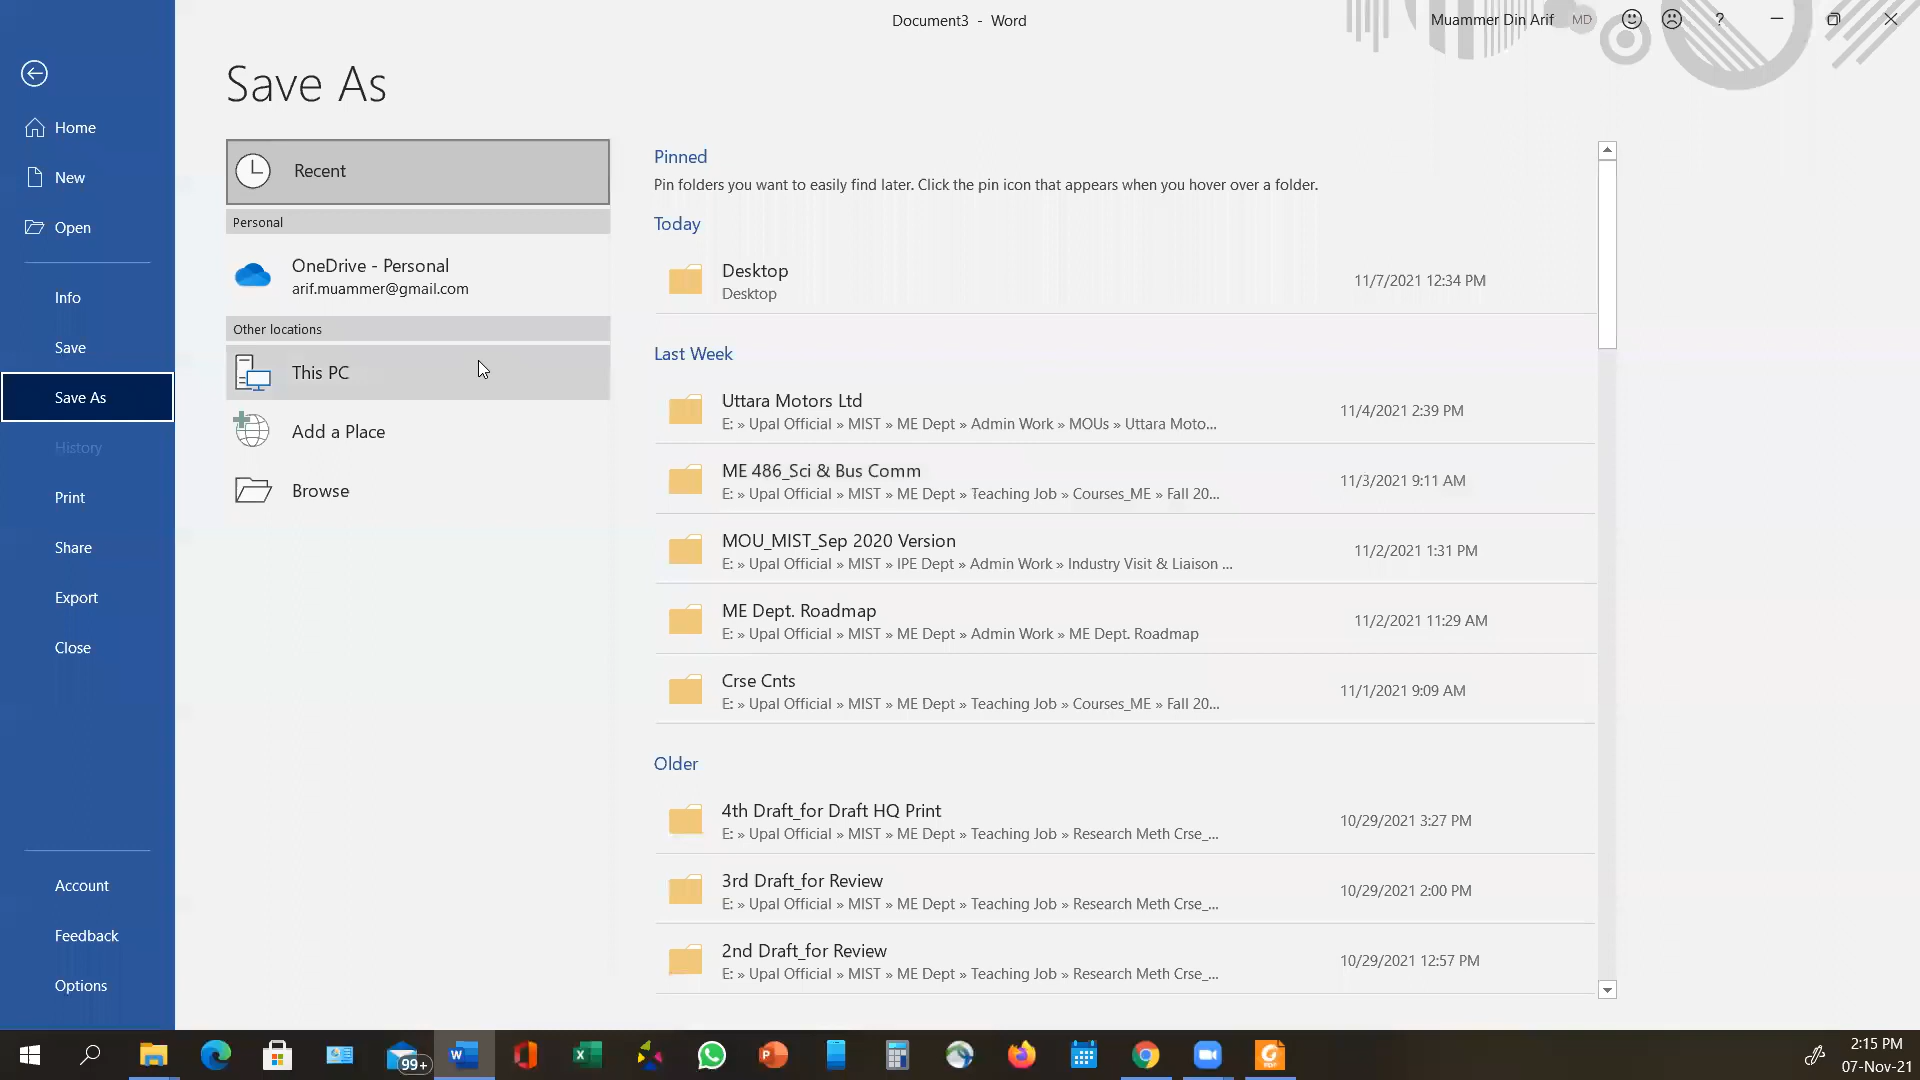 Document3 - Word
Muammer Din Arif MD
?
Save As
Home
New
Open
Info
Save
Save As
History
Print
Share
Export
Close
Account
Feedback
Options
Recent
Personal
OneDrive - Personal
arif.muammer@gmail.com
Other locations
This PC
Add a Place
Browse
Pinned
Pin folders you want to easily find later. Click the pin icon that appears when you hover over a folder.
Today
Desktop
Desktop
11/7/2021 12:34 PM
Last Week
Uttara Motors Ltd
E: » Upal Official » MIST » ME Dept » Admin Work » MOUs » Uttara Moto...
11/4/2021 2:39 PM
ME 486_Sci & Bus Comm
E: » Upal Official » MIST » ME Dept » Teaching Job » Courses_ME » Fall 20...
11/3/2021 9:11 AM
MOU_MIST_Sep 2020 Version
E: » Upal Official » MIST » IPE Dept » Admin Work » Industry Visit & Liaison ...
11/2/2021 1:31 PM
ME Dept. Roadmap
E: » Upal Official » MIST » ME Dept » Admin Work » ME Dept. Roadmap
11/2/2021 11:29 AM
Crse Cnts
E: » Upal Official » MIST » ME Dept » Teaching Job » Courses_ME » Fall 20...
11/1/2021 9:09 AM
Older
4th Draft_for Draft HQ Print
E: » Upal Official » MIST » ME Dept » Teaching Job » Research Meth Crse_...
10/29/2021 3:27 PM
3rd Draft_for Review
E: » Upal Official » MIST » ME Dept » Teaching Job » Research Meth Crse_...
10/29/2021 2:00 PM
2nd Draft_for Review
E: » Upal Official » MIST » ME Dept » Teaching Job » Research Meth Crse_...
10/29/2021 12:57 PM
99+
2:15 PM
07-Nov-21